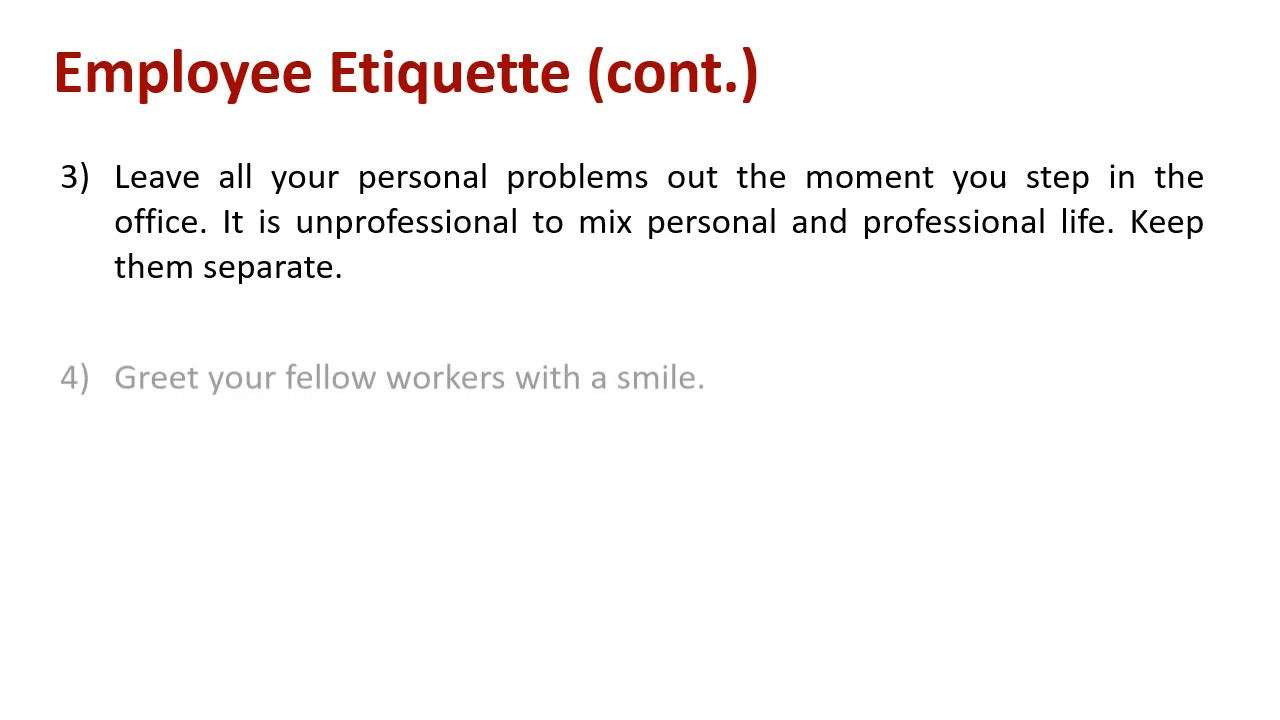 Employee Etiquette (cont.)
3) Leave all your personal problems out the moment you step in the
office. It is unprofessional to mix personal and professional life. Keep
them separate.
4) Greet your fellow workers with a smile.